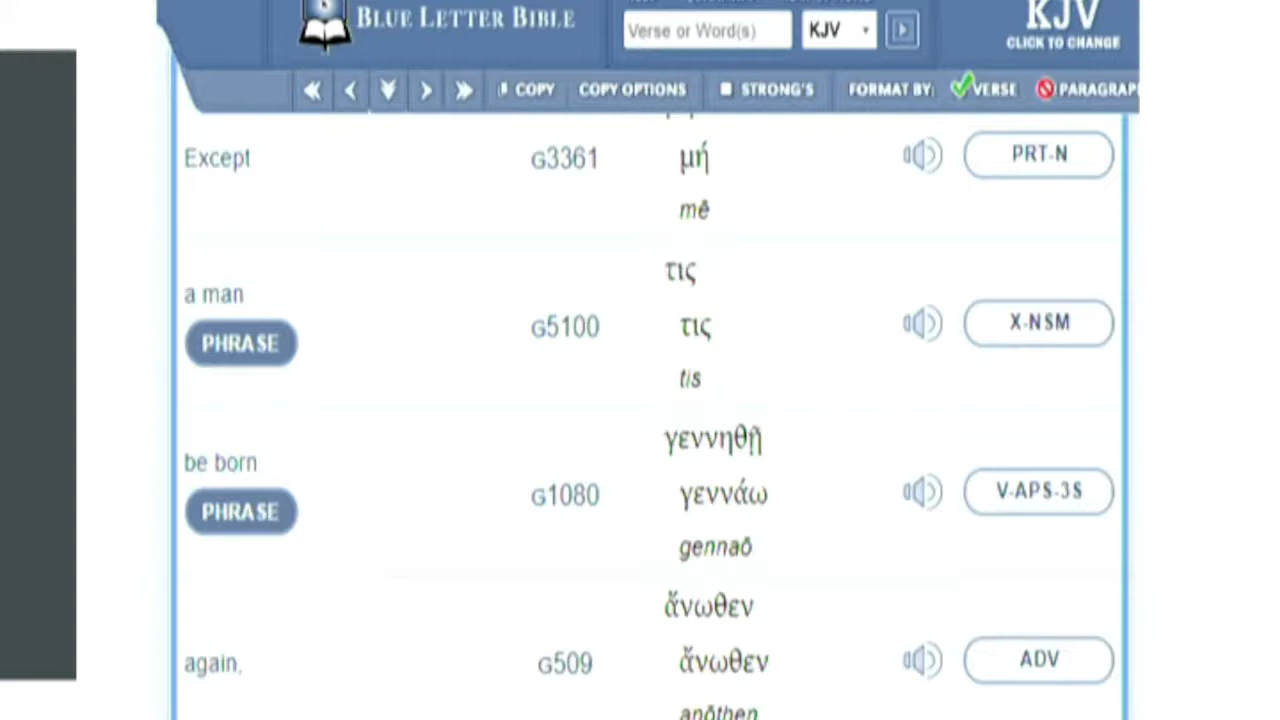 BLUE LETTER BIBLE
Verse or Word(s) KJV
KJV
CLICK TO CHANGE
COPY COPY OPTIONS STRONG'S FORMAT BY: VERSE PARAGRAP
Except G3361 μή PRT-N
mē
τις
a man
PHRASE G5100 τις X-NSM
tis
γεννηθῇ
be born
PHRASE G1080 γεννάω V-APS-3S
gennaō
ἄνωθεν
again, G509 ἄνωθεν ADV
anōthen